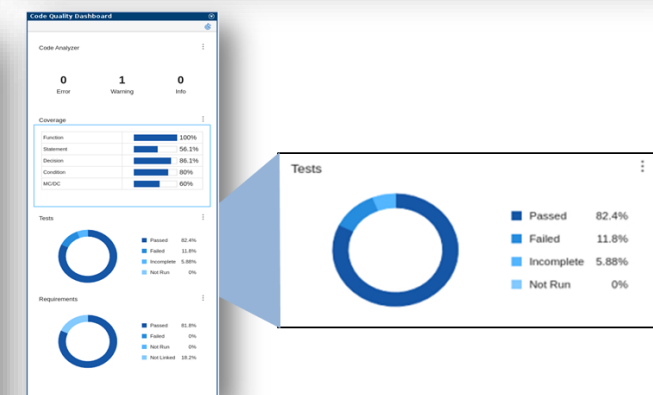 Code Quality Dashboard
Code Analyzer
0 1 0
Error Warning Info
Coverage
Function 100%
Statement 56.1%
Decision 86.1%
Condition 80%
MC/DC 60%
Tests
Passed 82.4%
Failed 11.8%
Incomplete 5.88%
Not Run 0%
Requirements
Passed 81.8%
Failed 0%
Not Run 0%
Not Linked 18.2%
Tests
Passed 82.4%
Failed 11.8%
Incomplete 5.88%
Not Run 0%